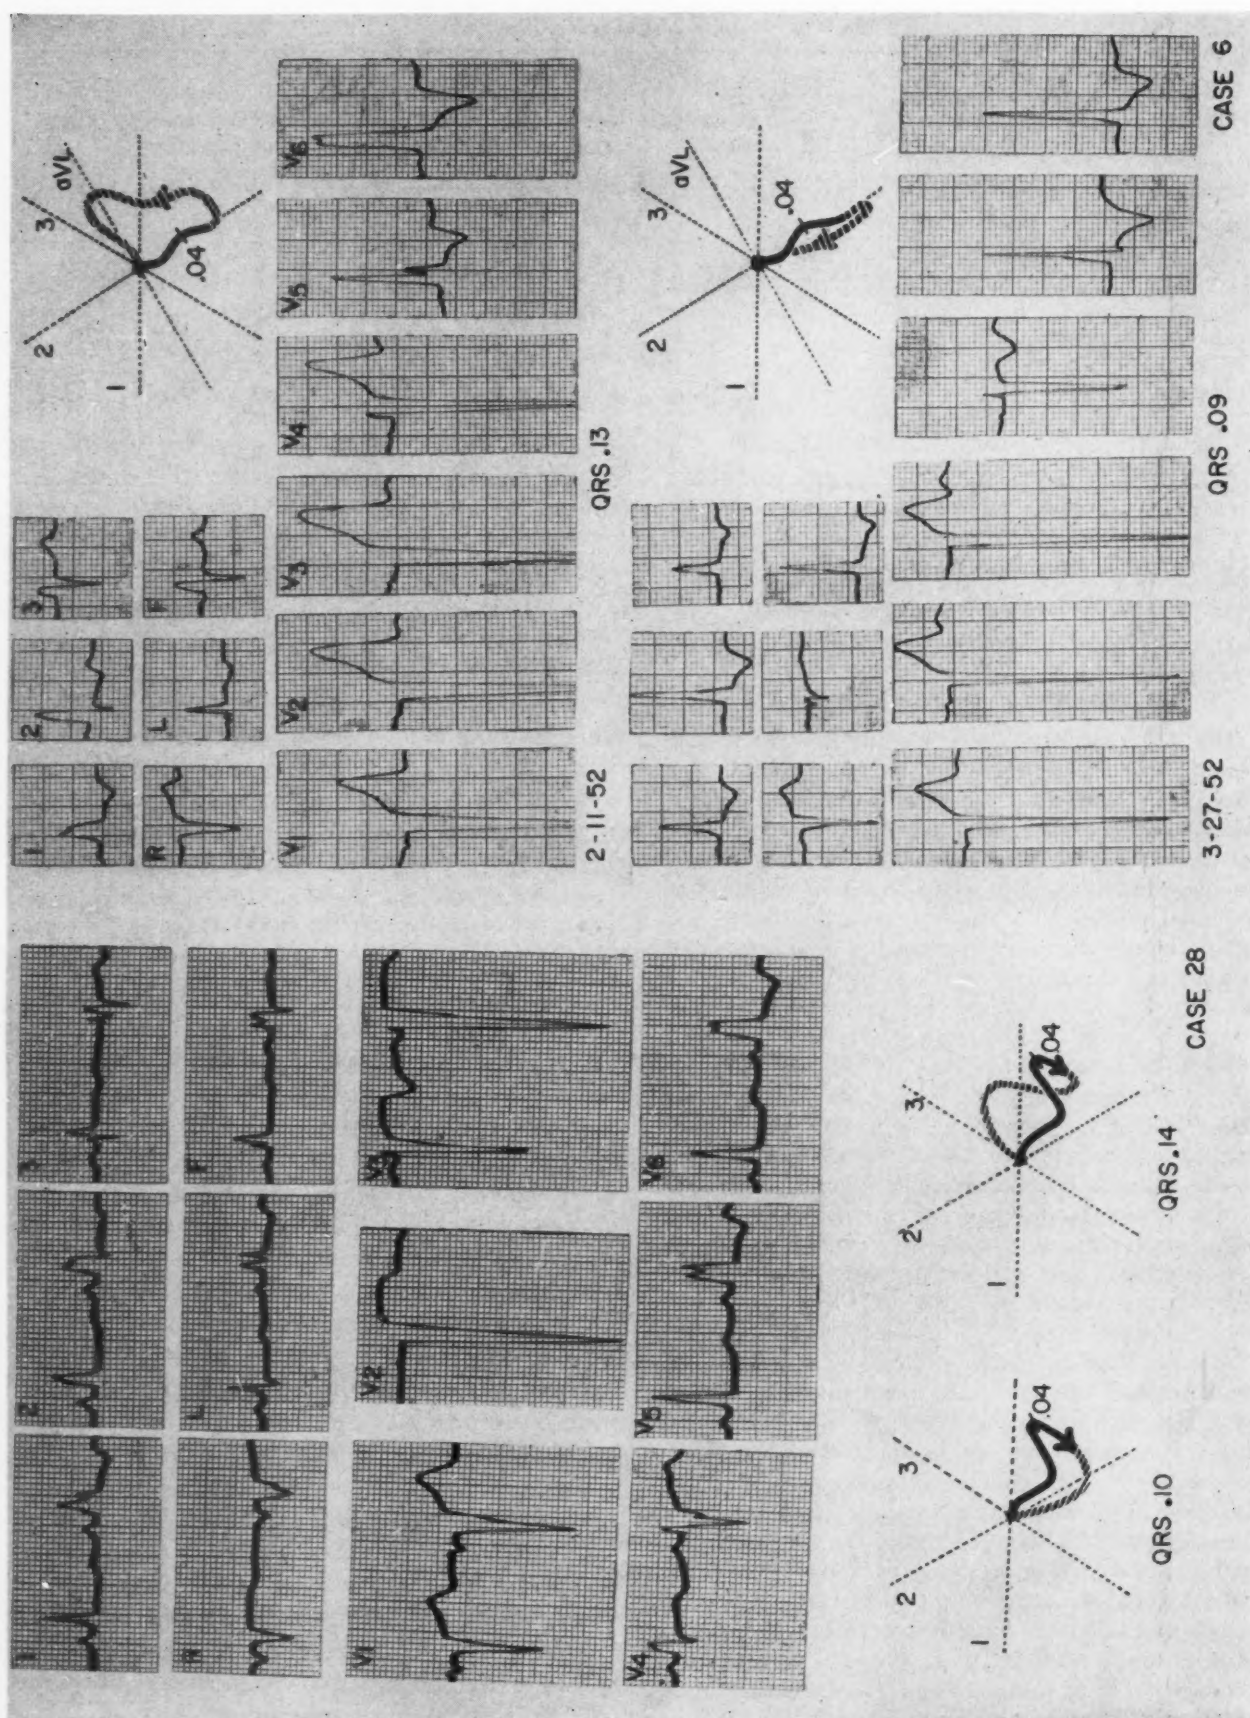 1 2 3
R L F
V1 V2 V3
V4 V5 V6
2 3
1
.04
QRS .10
2 3
1
.04
QRS .14
CASE 28
1 2 3
R L F
2 3 aVL
1
.04
V1 V2 V3 V4 V5 V6
2-11-52 QRS .13
2 3 aVL
1
.04
3-27-52 QRS .09 CASE 6